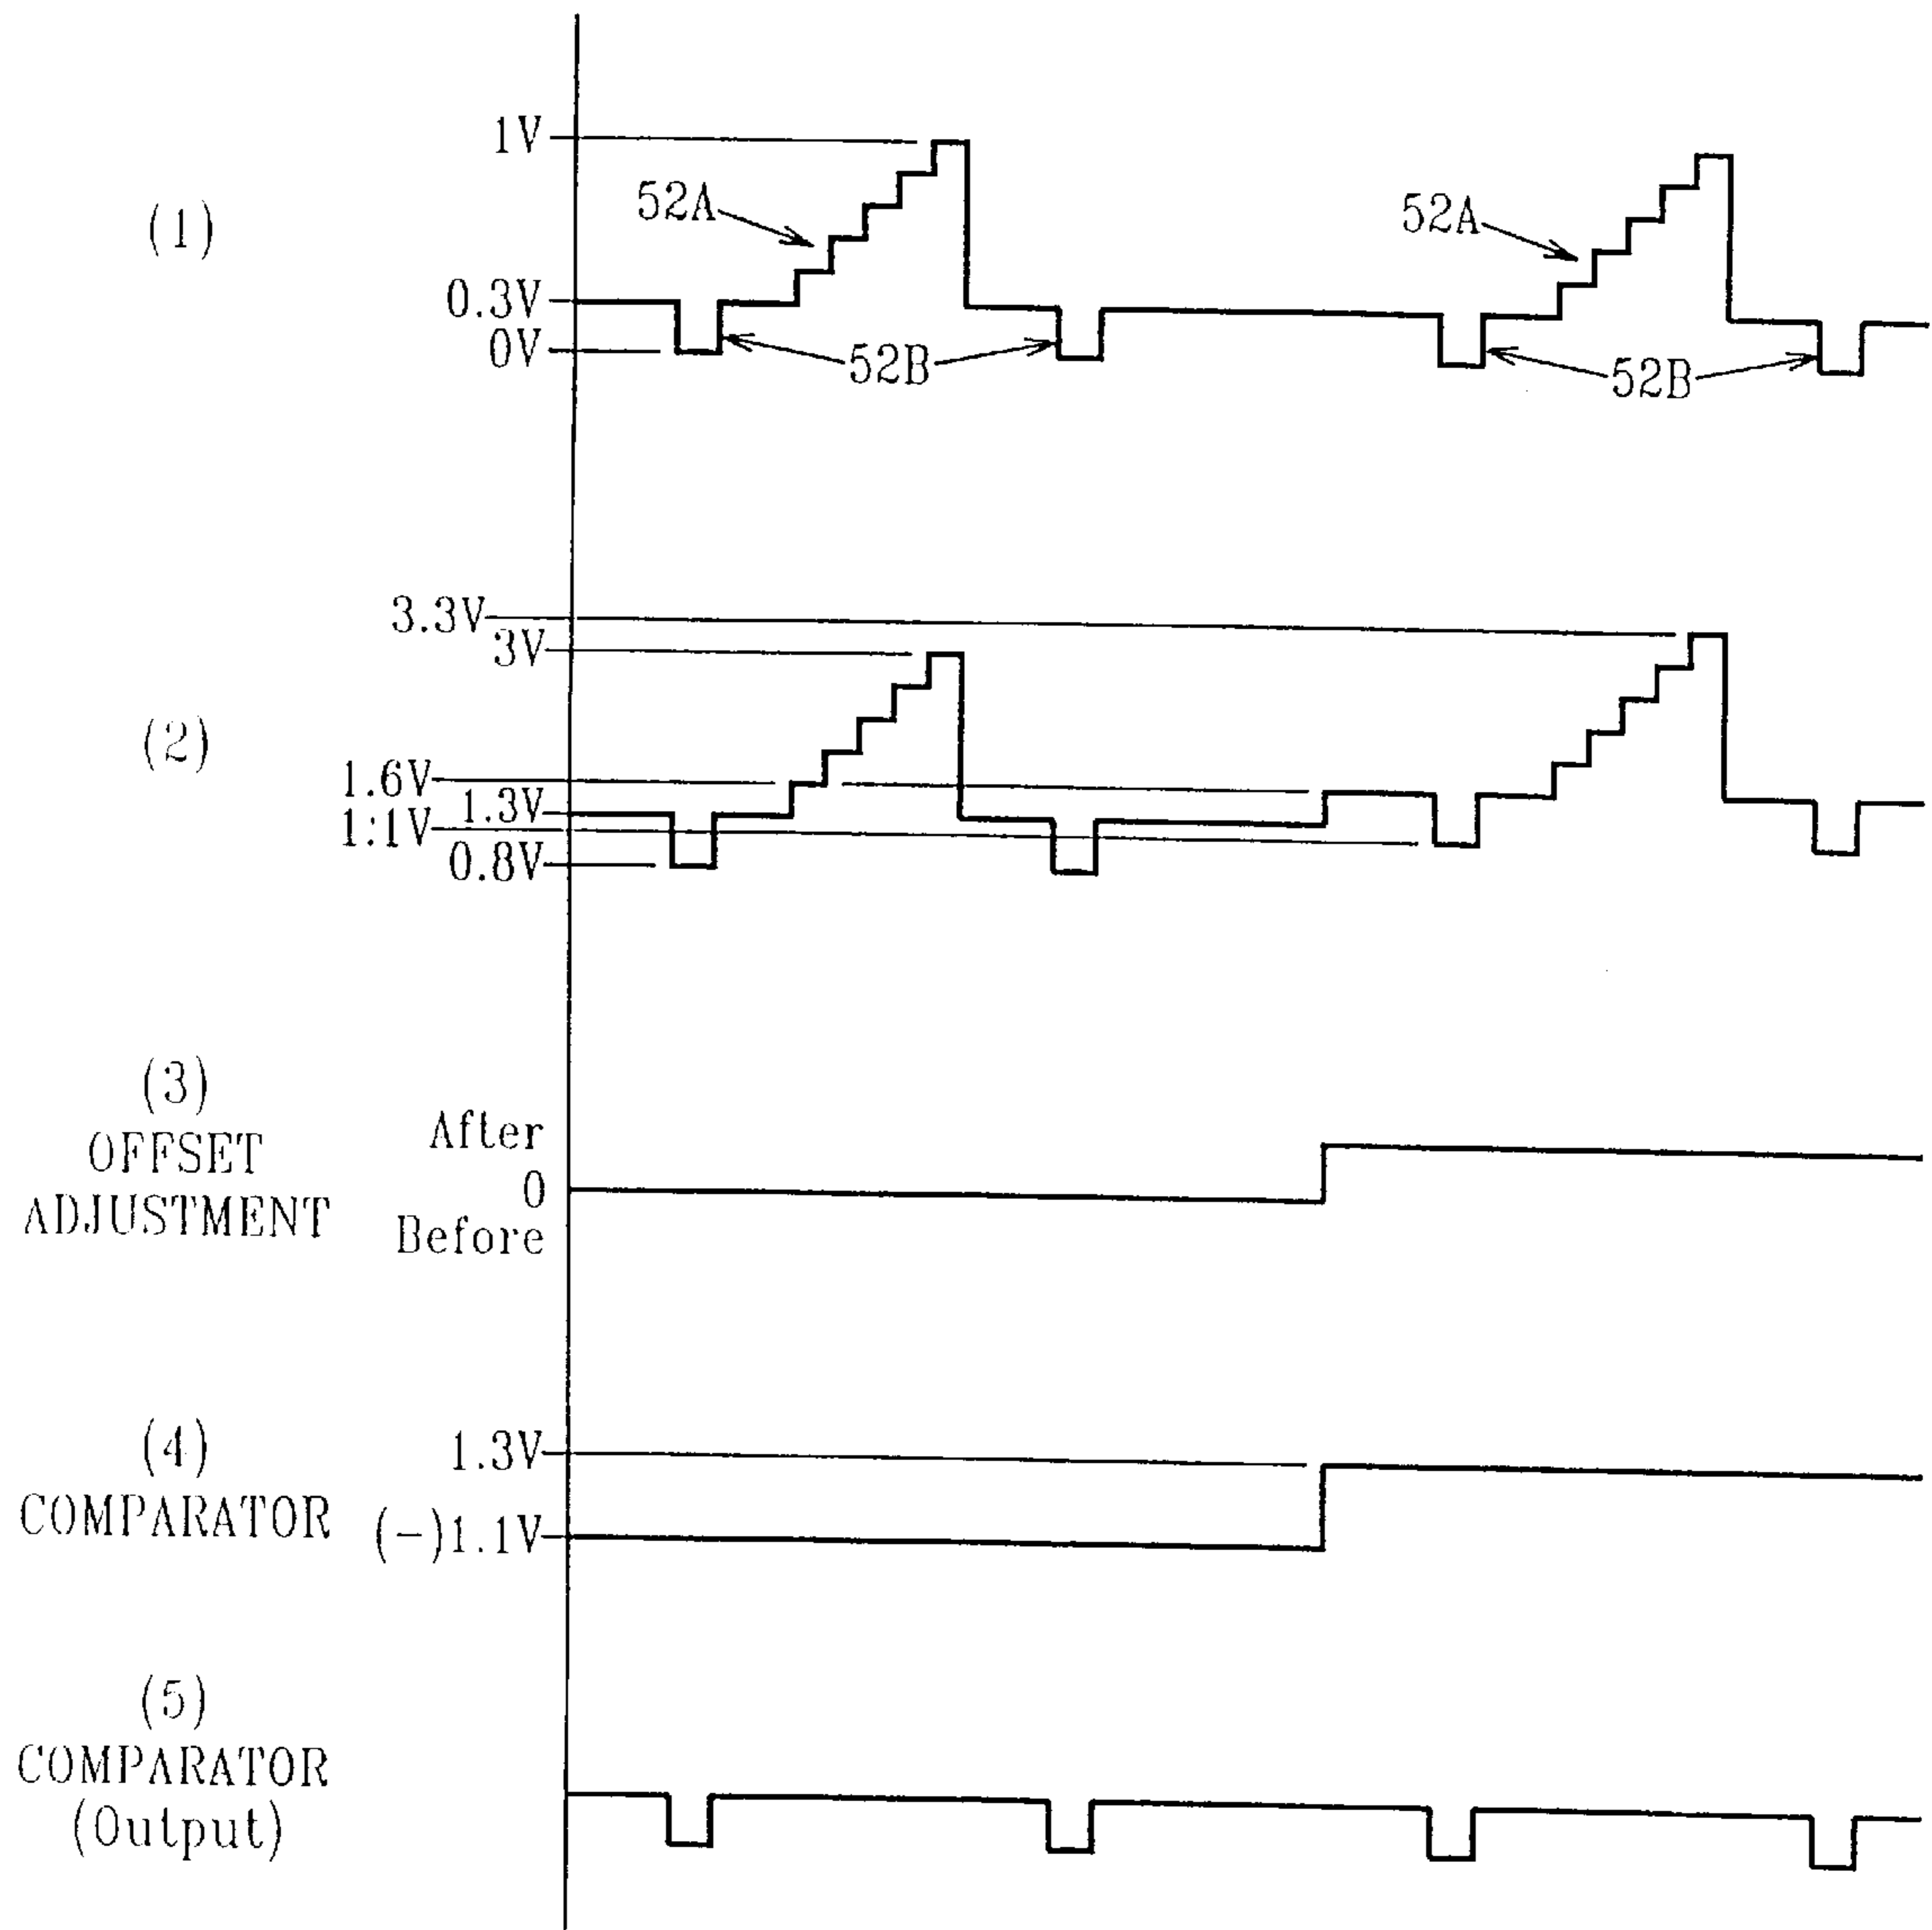 1V
52A
52A
(1)
0.3V
0V
52B
52B
3.3V
3V
(2)
1.6V
1.3V
1:1V
0.8V
(3)
OFFSET
ADJUSTMENT
After
0
Before
(4)
COMPARATOR
1.3V
(-)1.1V
(5)
COMPARATOR
(Output)